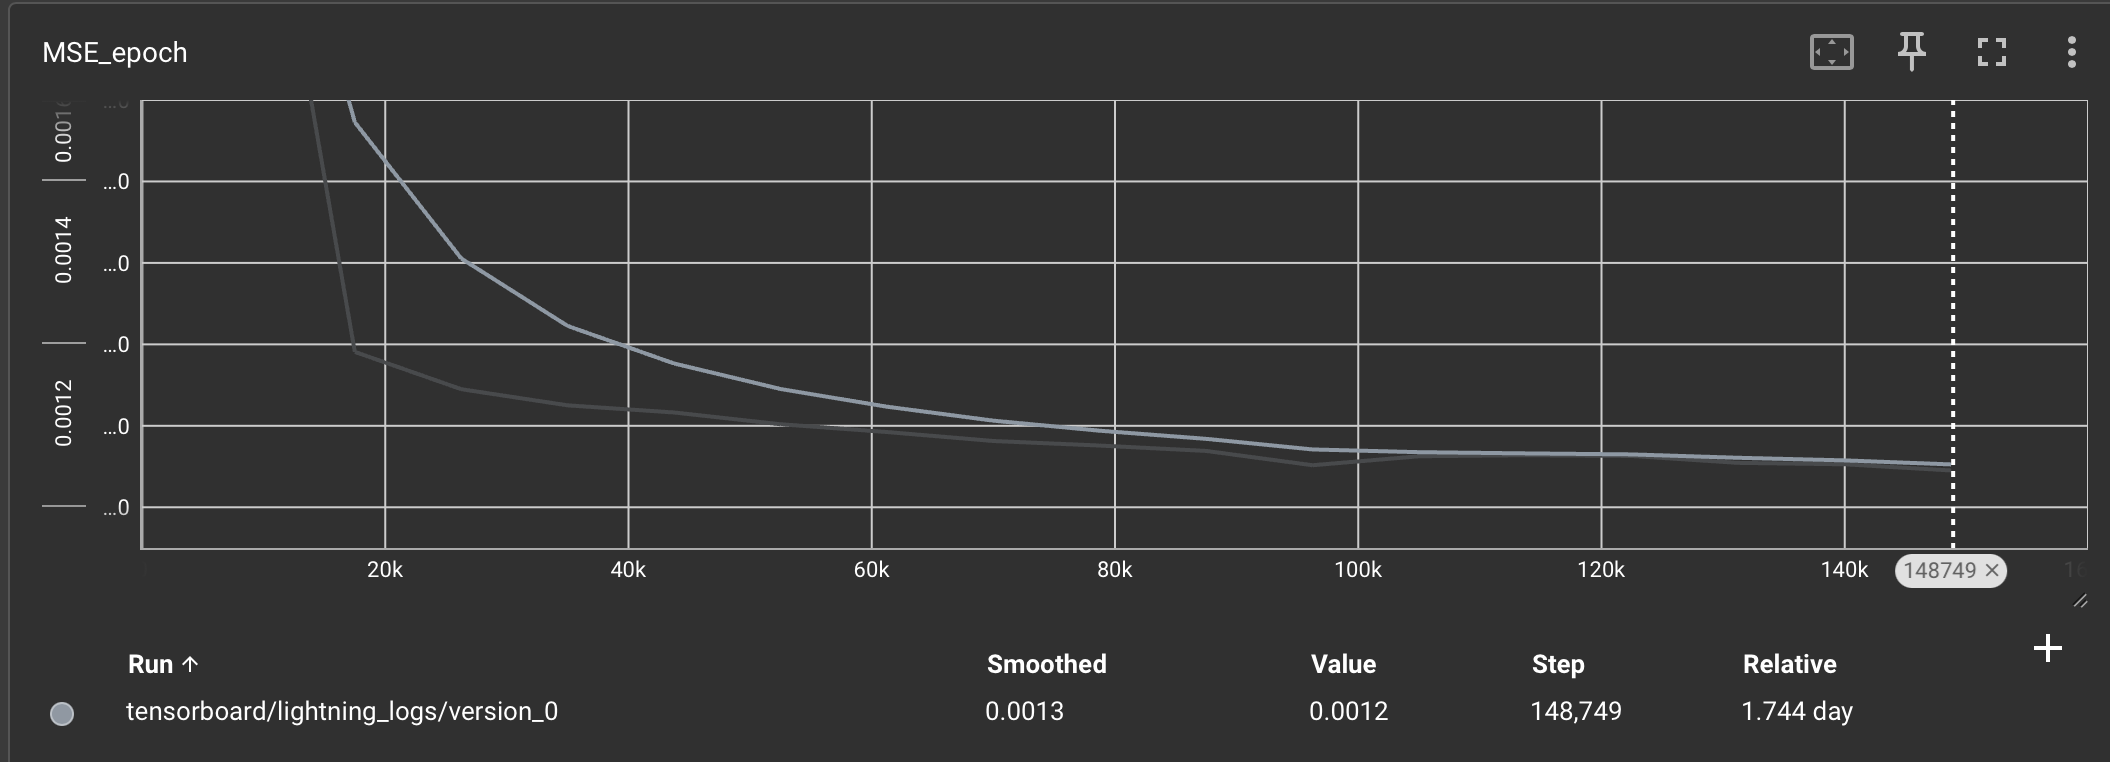 MSE_epoch
...0
0.0014
...0
...0
...0
0.0012
...0
...0
20k
40k
60k
80k
100k
120k
140k
148749 ×
Run ↑ Smoothed Value Step Relative
tensorboard/lightning_logs/version_0 0.0013 0.0012 148,749 1.744 day